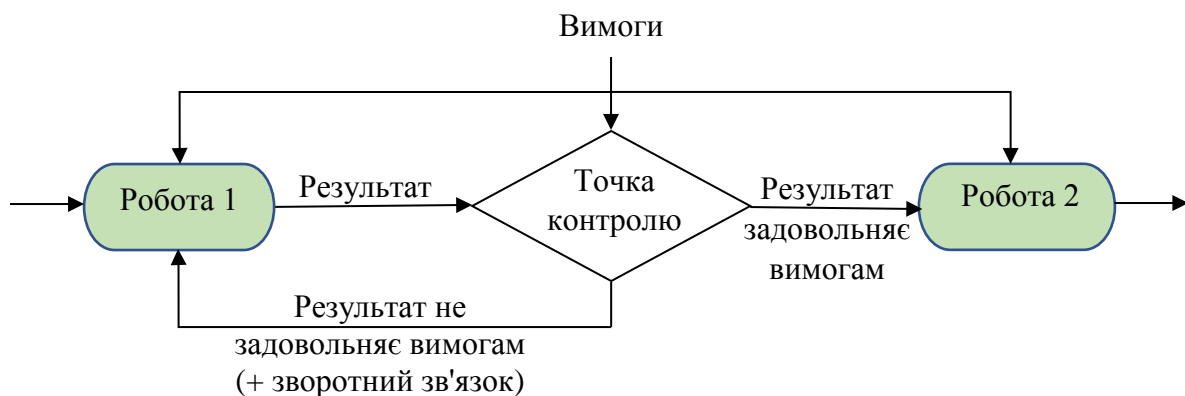 Вимоги
Робота 1
Результат
Точка
контролю
Результат
задовольняє
вимогам
Робота 2
Результат не
задовольняє вимогам
(+ зворотний зв'язок)